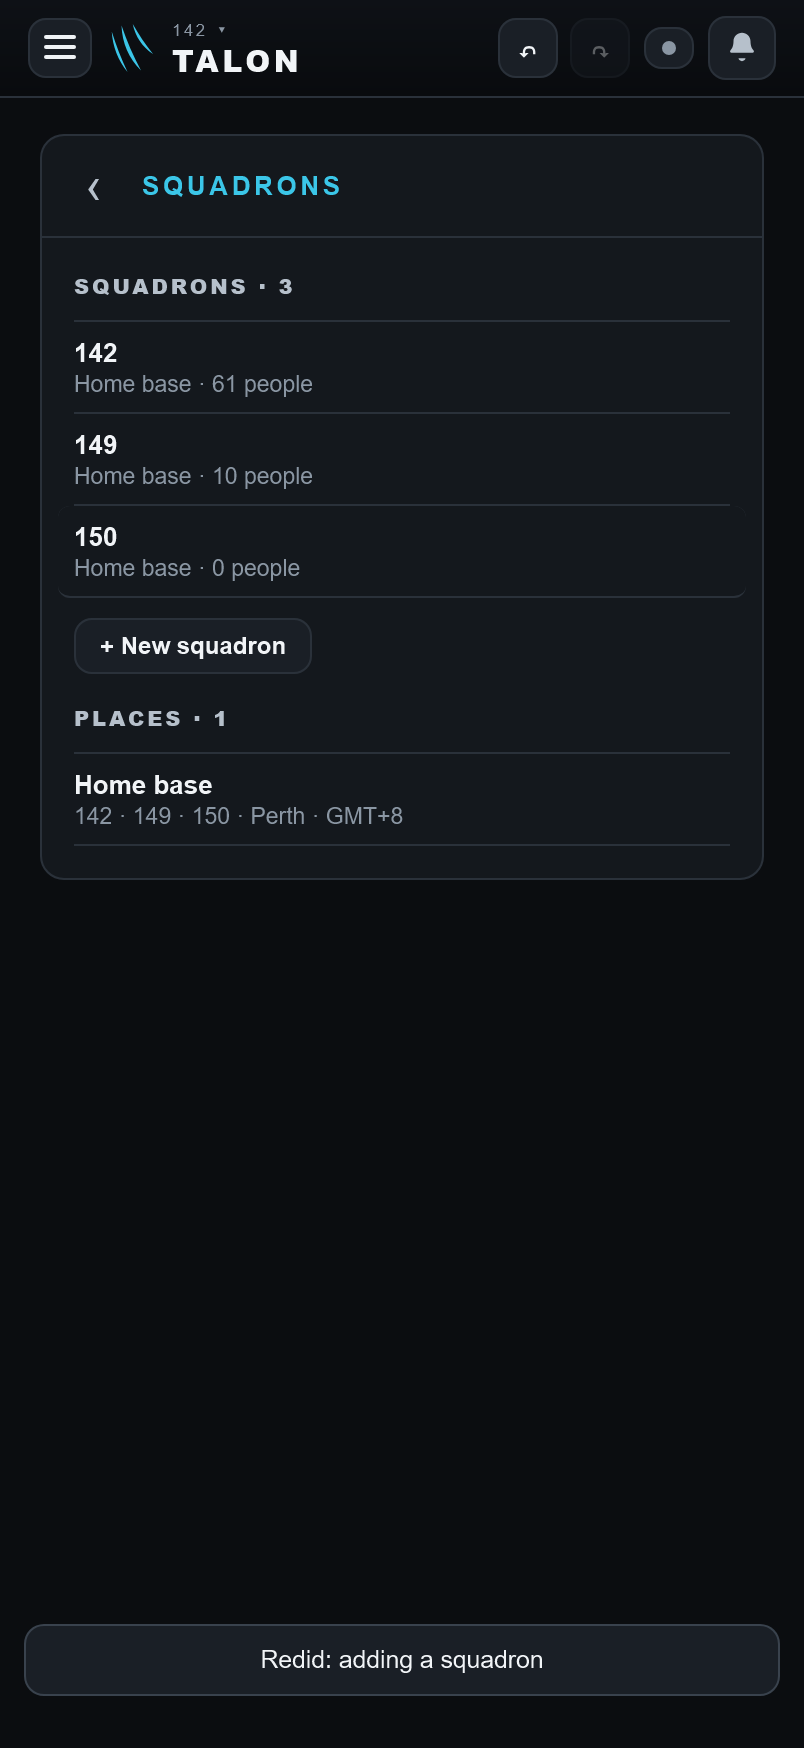 142 ▾
TALON
SQUADRONS
SQUADRONS · 3
142
Home base · 61 people
149
Home base · 10 people
150
Home base · 0 people
+ New squadron
PLACES · 1
Home base
142 · 149 · 150 · Perth · GMT+8
Redid: adding a squadron